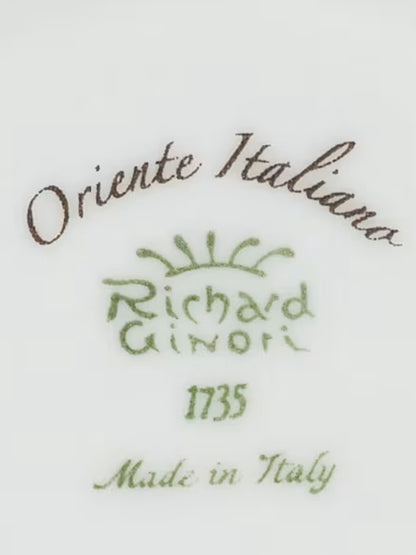 Oriente Italiano
Richard
Ginori
1735
Made in Italy